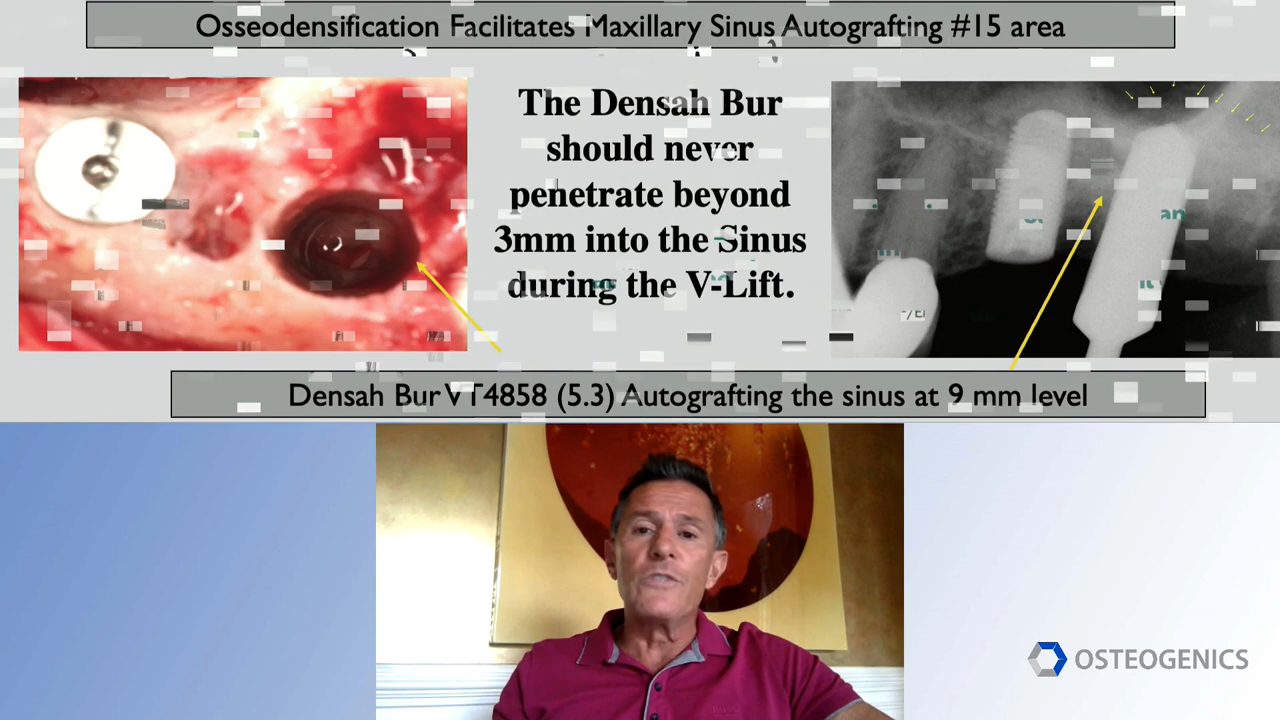 Osseodensification Facilitates Maxillary Sinus Autografting #15 area
The Densah Bur
should never
penetrate beyond
3mm into the Sinus
during the V-Lift.
Densah Bur VT4858 (5.3) Autografting the sinus at 9 mm level
OSTEOGENICS